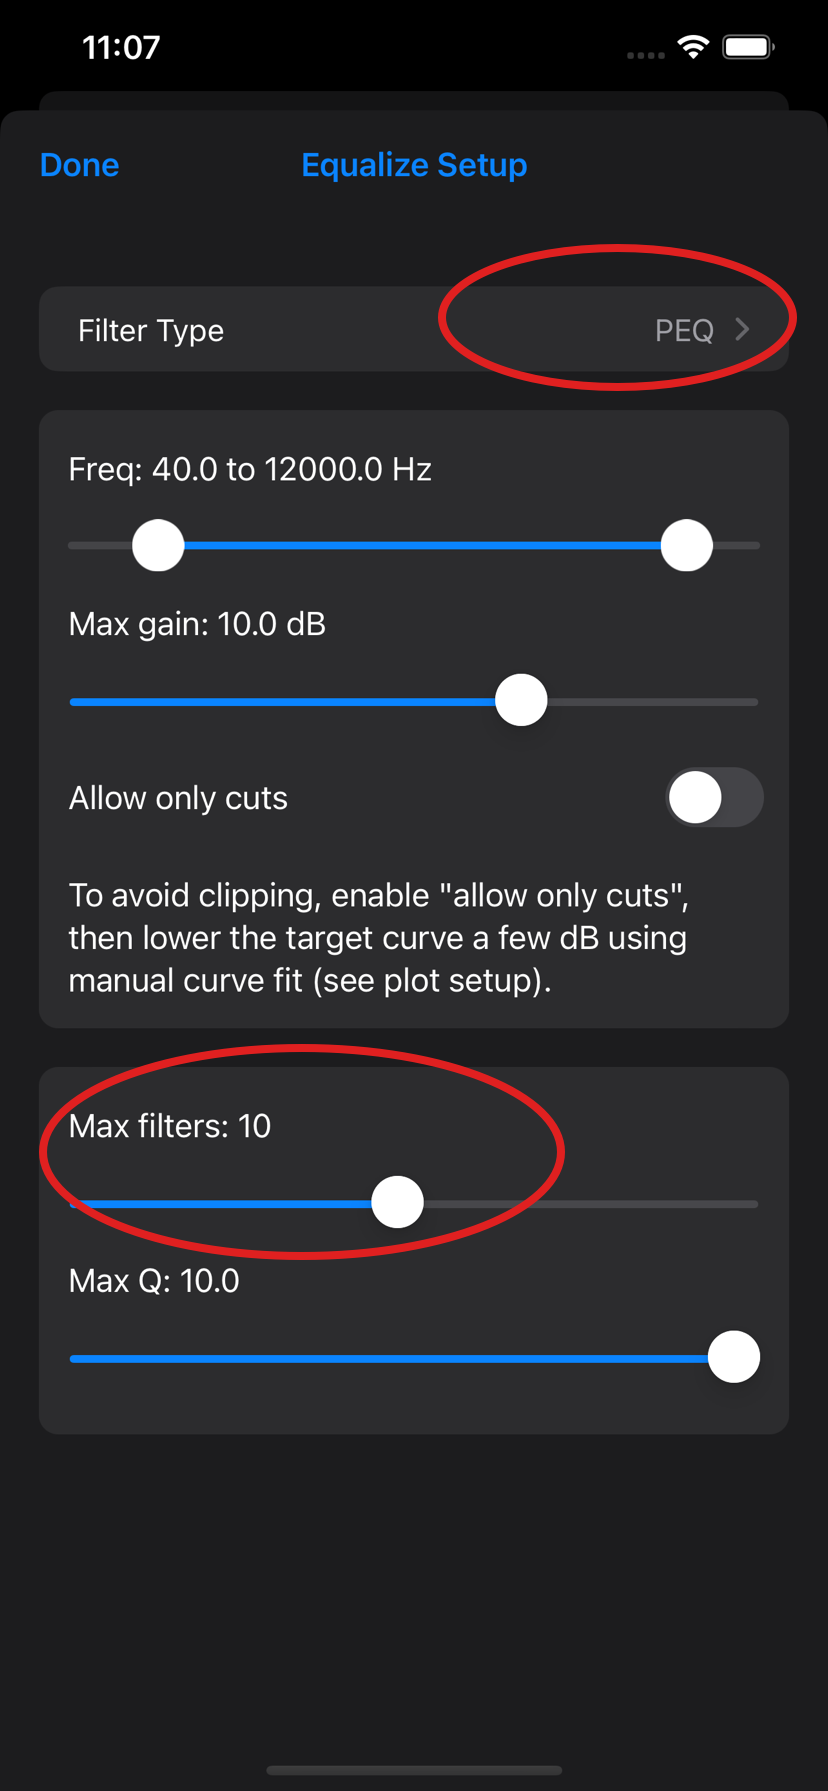 11:07
Done
Equalize Setup
Filter Type
PEQ
Freq: 40.0 to 12000.0 Hz
Max gain: 10.0 dB
Allow only cuts
To avoid clipping, enable "allow only cuts",
then lower the target curve a few dB using
manual curve fit (see plot setup).
Max filters: 10
Max Q: 10.0